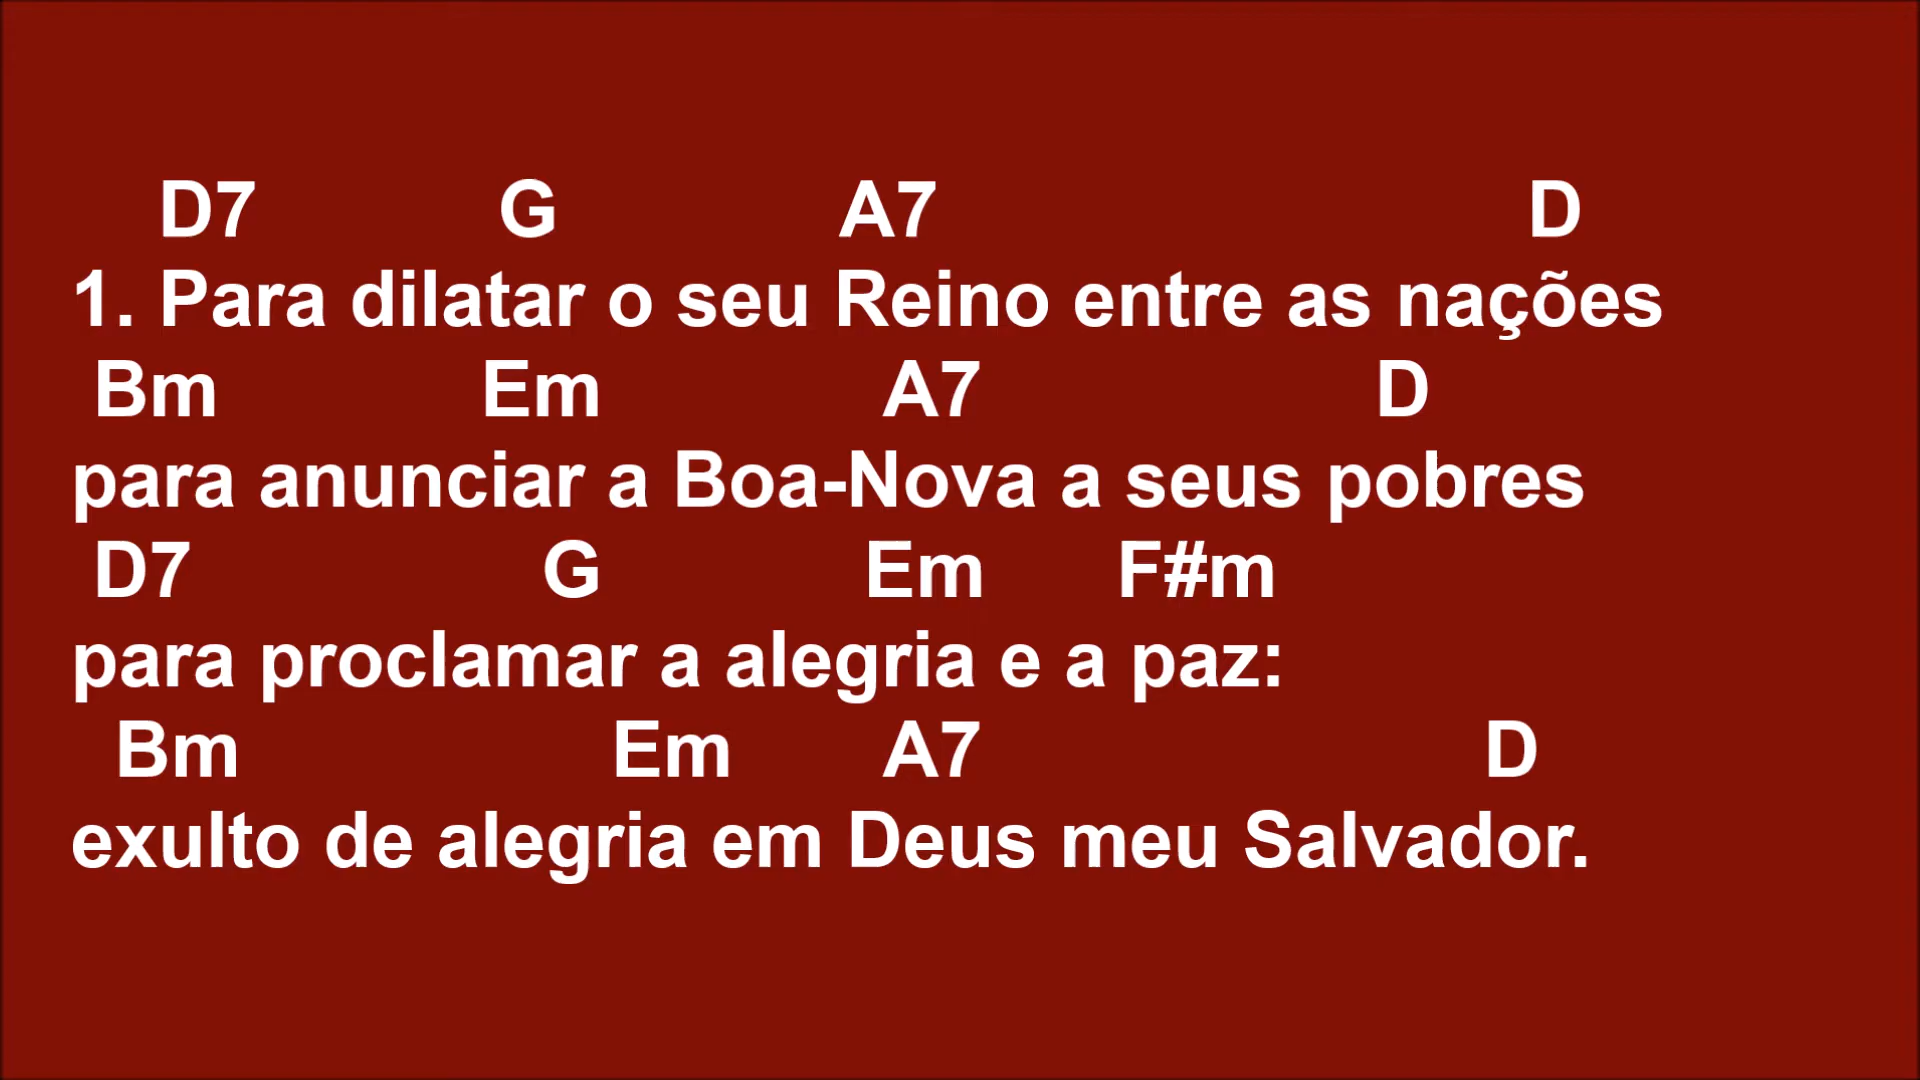 D7 G A7 D
1. Para dilatar o seu Reino entre as nações
Bm Em A7 D
para anunciar a Boa-Nova a seus pobres
D7 G Em F#m
para proclamar a alegria e a paz:
Bm Em A7 D
exulto de alegria em Deus meu Salvador.